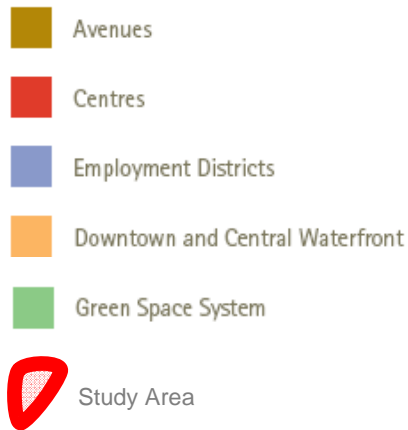 Avenues
Centres
Employment Districts
Downtown and Central Waterfront
Green Space System
Study Area